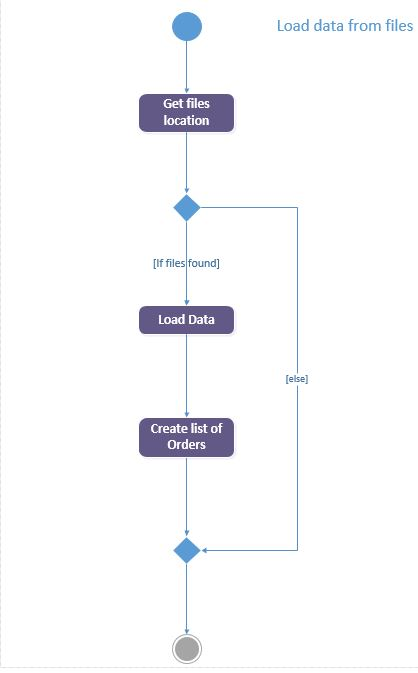 Load data from files
Get files
location
[If files found]
Load Data
[else]
Create list of
Orders